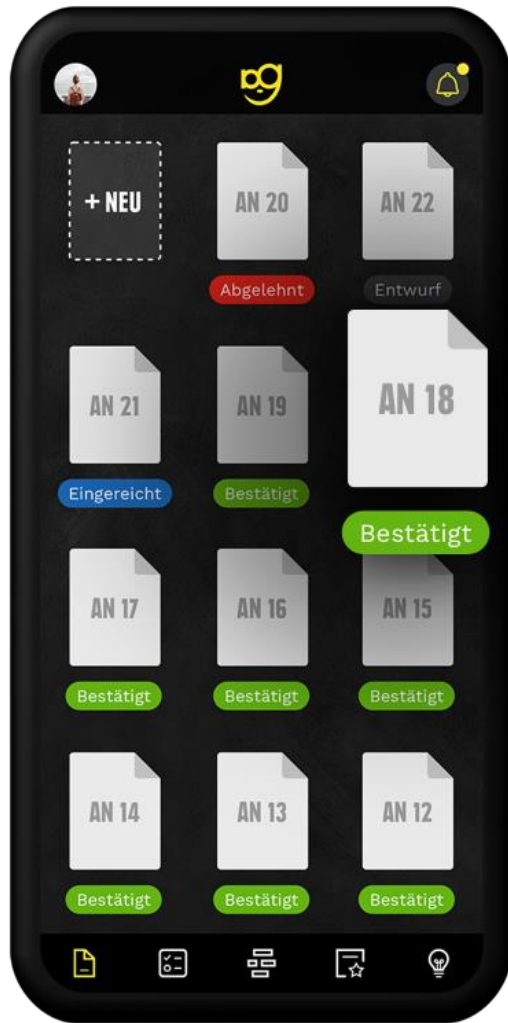 + NEU
AN 20
AN 22
Abgelehnt
Entwurf
AN 21
AN 19
AN 18
Eingereicht
Bestätigt
Bestätigt
AN 17
AN 16
AN 15
Bestätigt
Bestätigt
Bestätigt
AN 14
AN 13
AN 12
Bestätigt
Bestätigt
Bestätigt